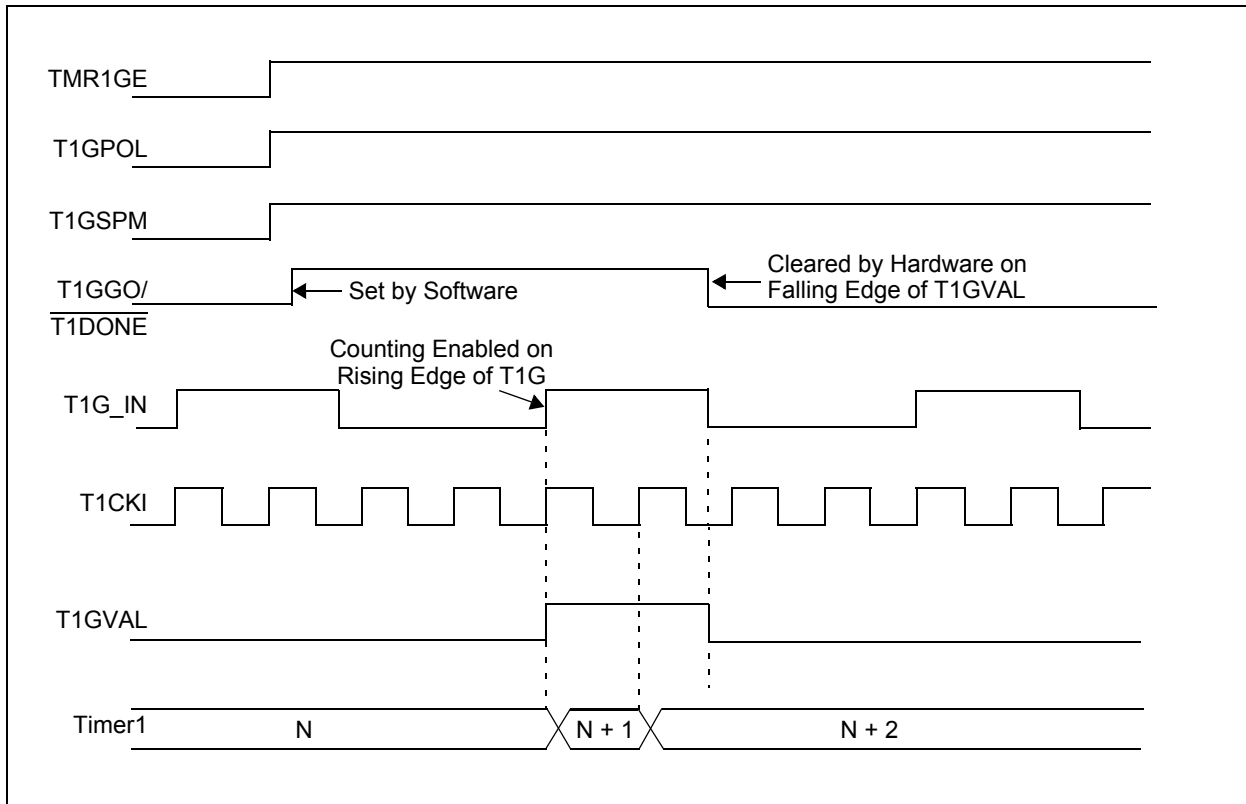 TMR1GE
T1GPOL
T1GSPM
T1GGO/
T1DONE
Set by Software
Cleared by Hardware on
Falling Edge of T1GVAL
Counting Enabled on
Rising Edge of T1G
T1G_IN
T1CKI
T1GVAL
Timer1
N
N + 1
N + 2